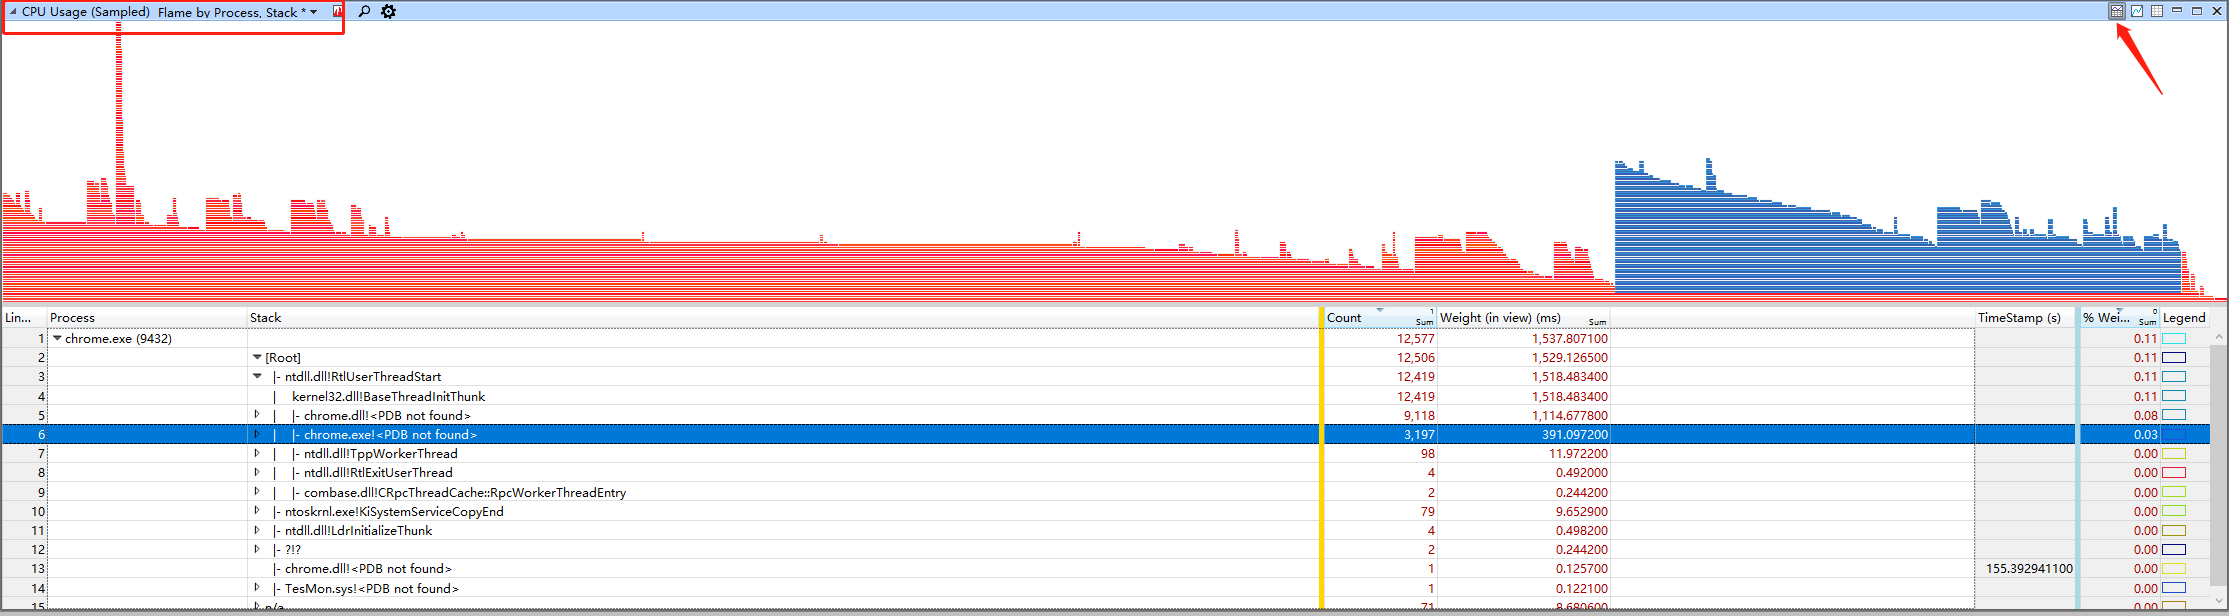 CPU Usage (Sampled) Flame by Process, Stack *
Lin... Process Stack Count 1 Sum Weight (in view) (ms) Sum TimeStamp (s) % Wei... 0 Sum Legend
1 chrome.exe (9432) 12,577 1,537.807100 0.11
2 [Root] 12,506 1,529.126500 0.11
3 |- ntdll.dll!RtlUserThreadStart 12,419 1,518.483400 0.11
4 | kernel32.dll!BaseThreadInitThunk 12,419 1,518.483400 0.11
5 | |- chrome.dll!<PDB not found> 9,118 1,114.677800 0.08
6 | |- chrome.exe!<PDB not found> 3,197 391.097200 0.03
7 | |- ntdll.dll!TppWorkerThread 98 11.972200 0.00
8 | |- ntdll.dll!RtlExitUserThread 4 0.492000 0.00
9 | |- combase.dll!CRpcThreadCache::RpcWorkerThreadEntry 2 0.244200 0.00
10 |- ntoskrnl.exe!KiSystemServiceCopyEnd 79 9.652900 0.00
11 |- ntdll.dll!LdrInitializeThunk 4 0.498200 0.00
12 |- ?!? 2 0.244200 0.00
13 |- chrome.dll!<PDB not found> 1 0.125700 155.392941100 0.00
14 |- TesMon.sys!<PDB not found> 1 0.122100 0.00
15 n/a 71 8.680600 0.00